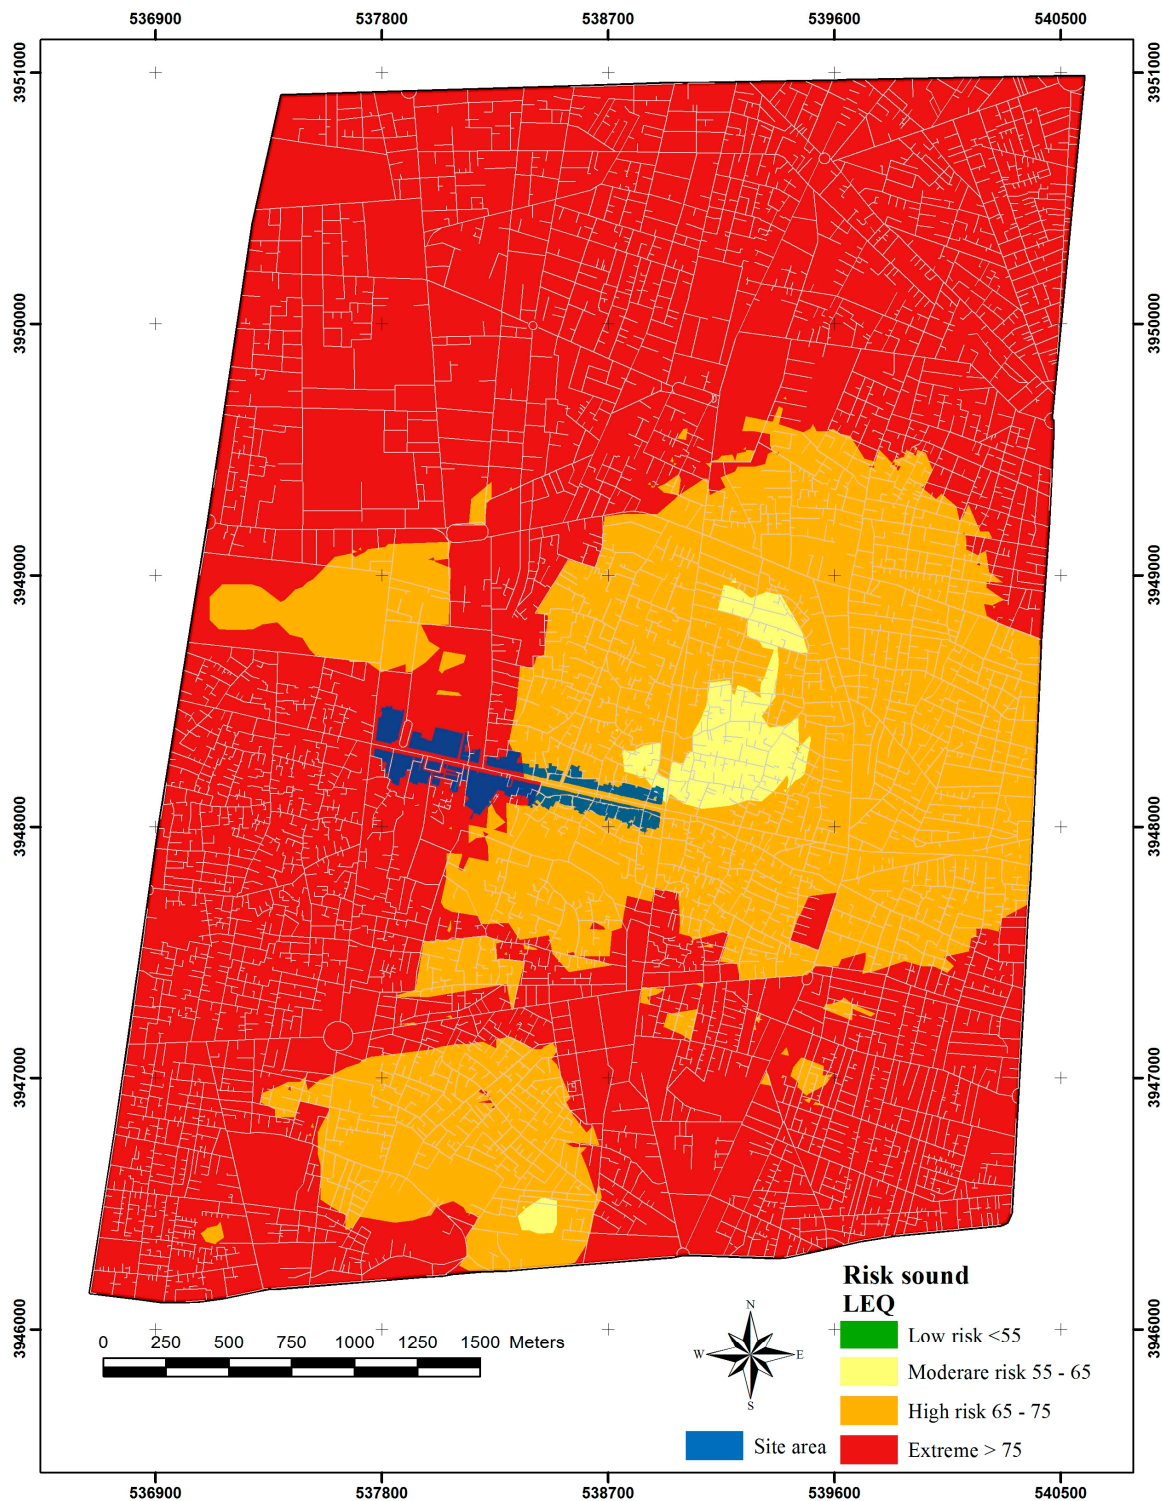 536900 537800 538700 539600 540500
3951000 3951000
3950000 3950000
3949000 3949000
3948000 3948000
3947000 3947000
3946000 3946000
Risk sound
LEQ
Low risk <55
Moderare risk 55 - 65
High risk 65 - 75
Extreme > 75
Site area
N
W E
S
0 250 500 750 1000 1250 1500 Meters
536900 537800 538700 539600 540500